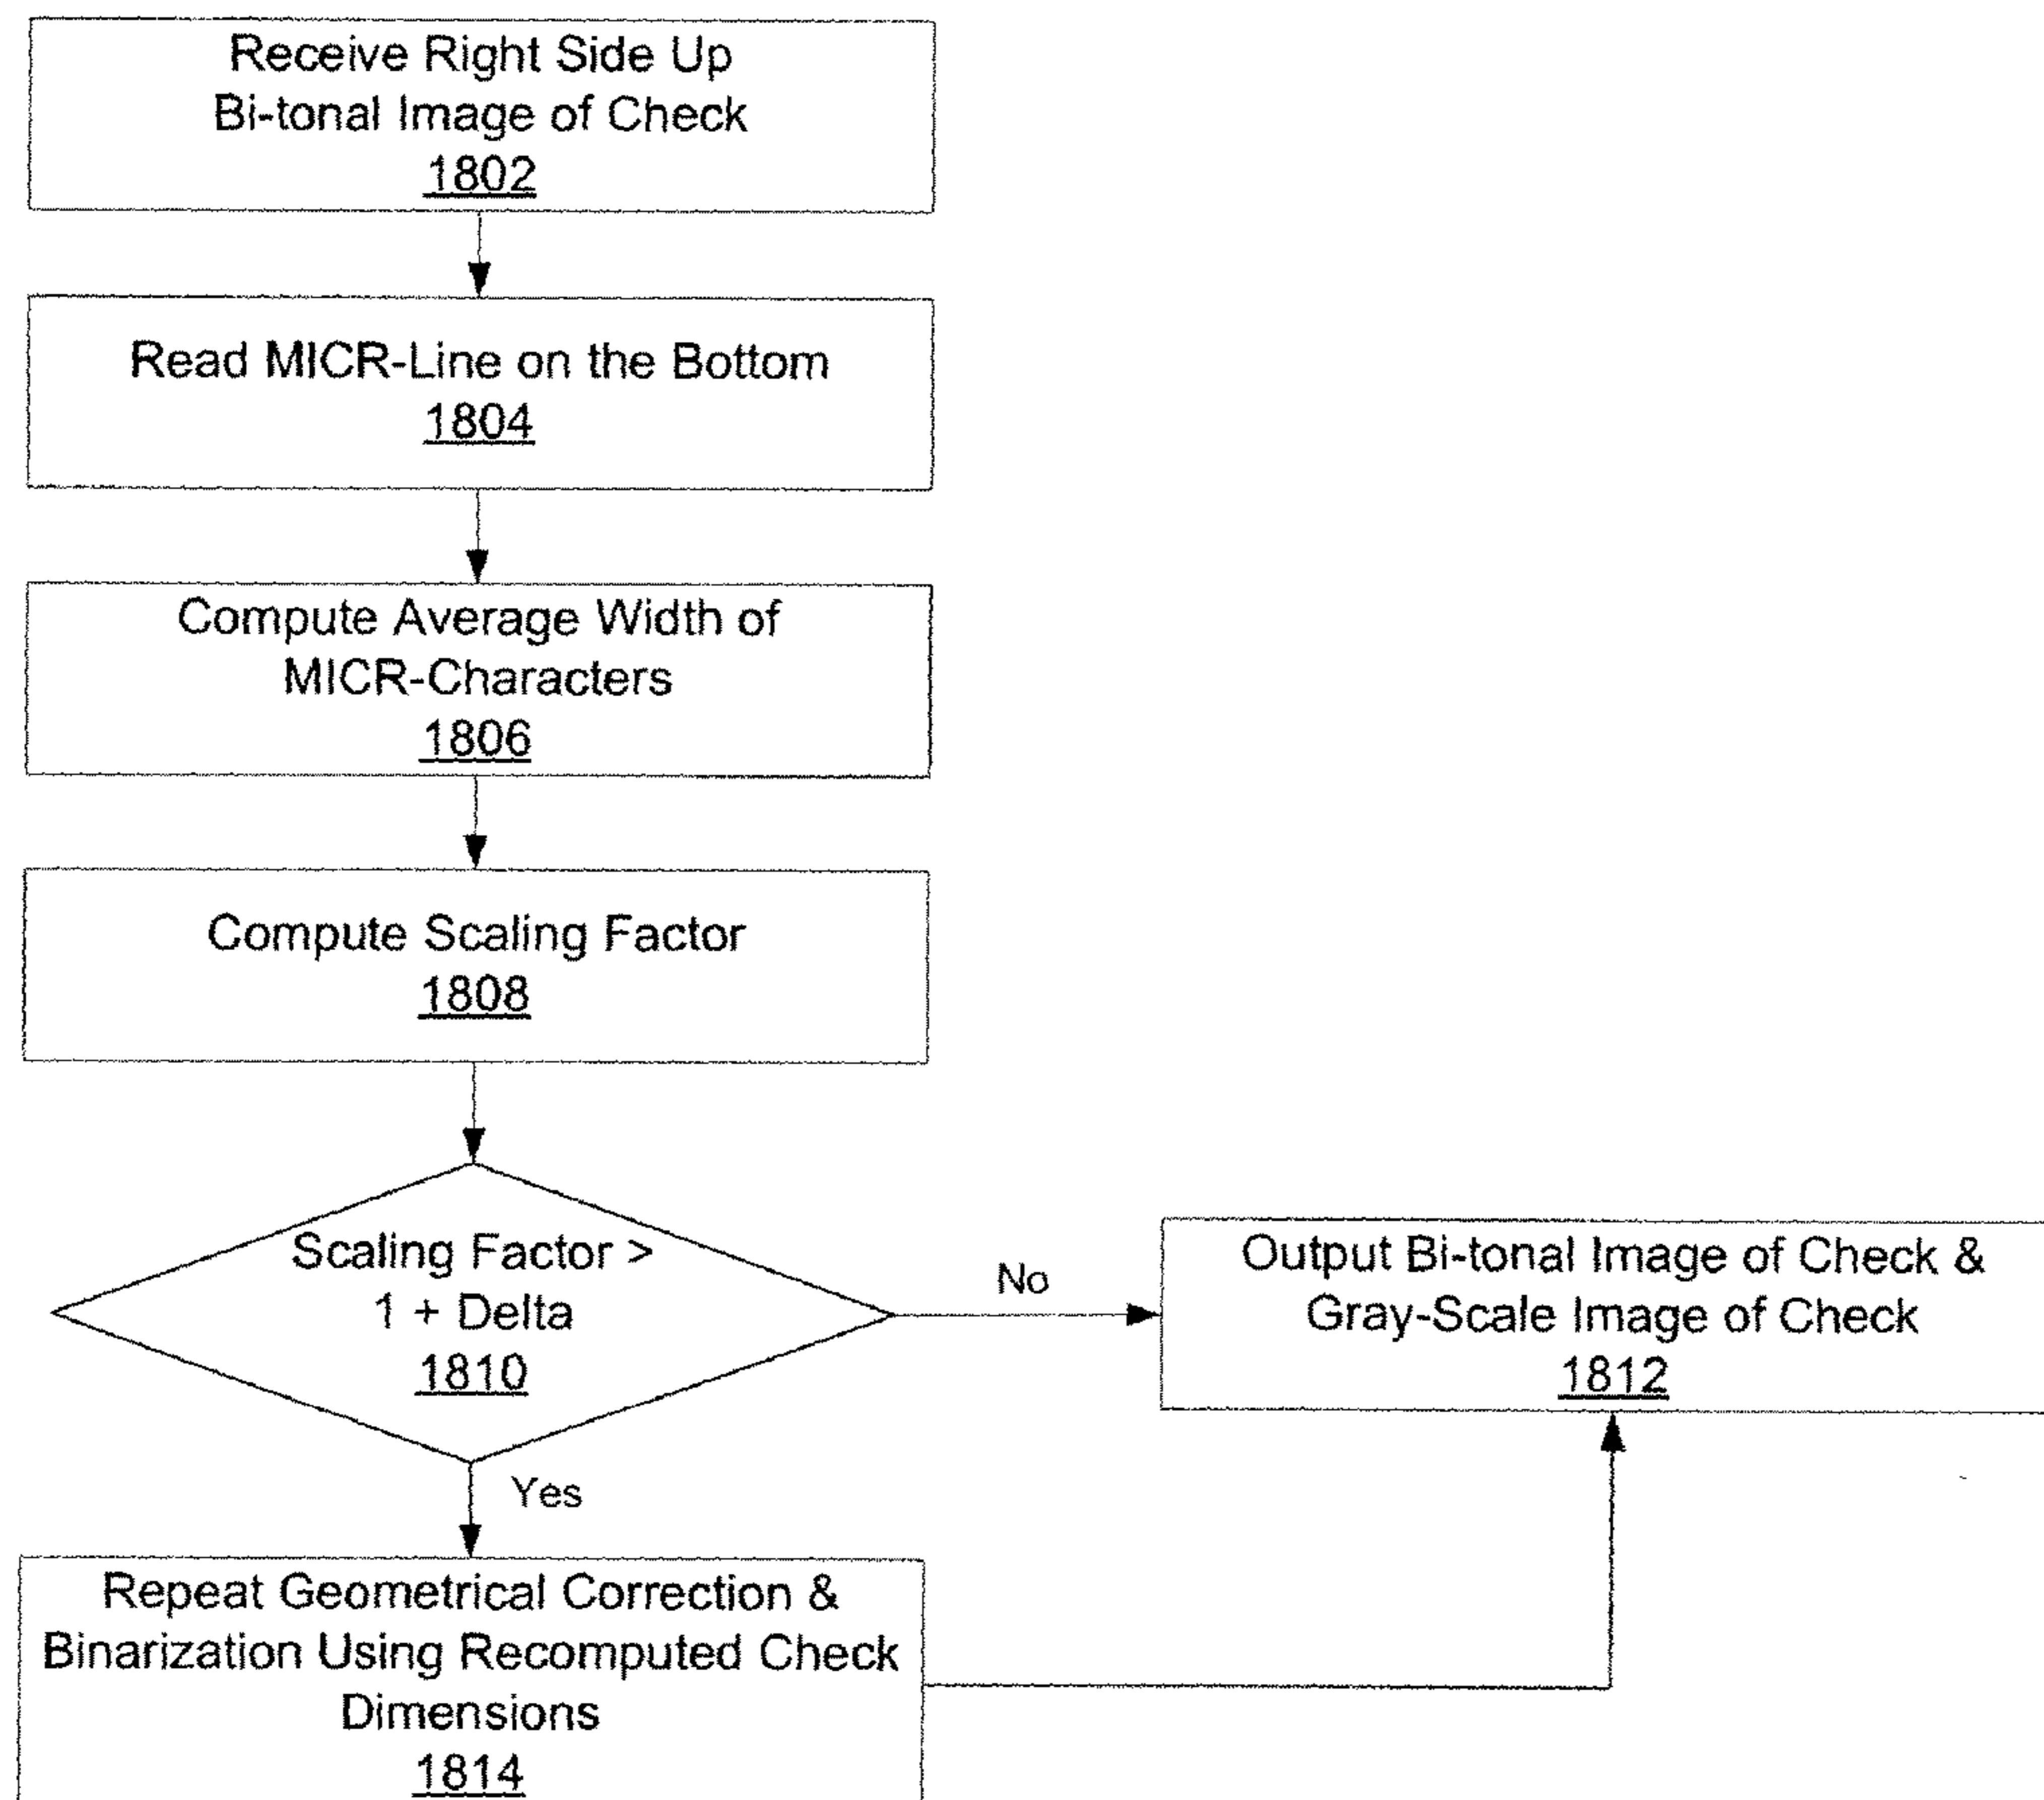 Receive Right Side Up
Bi-tonal Image of Check
1802
Read MICR-Line on the Bottom
1804
Compute Average Width of
MICR-Characters
1806
Compute Scaling Factor
1808
Scaling Factor >
1 + Delta
1810
No
Output Bi-tonal Image of Check &
Gray-Scale Image of Check
1812
Yes
Repeat Geometrical Correction &
Binarization Using Recomputed Check
Dimensions
1814